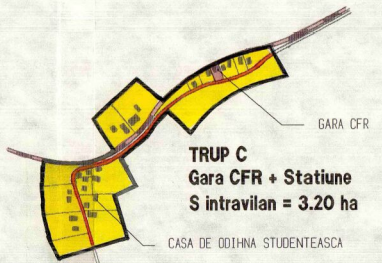 GARA CFR
TRUP C
Gara CFR + Statiune
S intravilan = 3.20 ha
CASA DE ODIHNA STUDENTEASCA